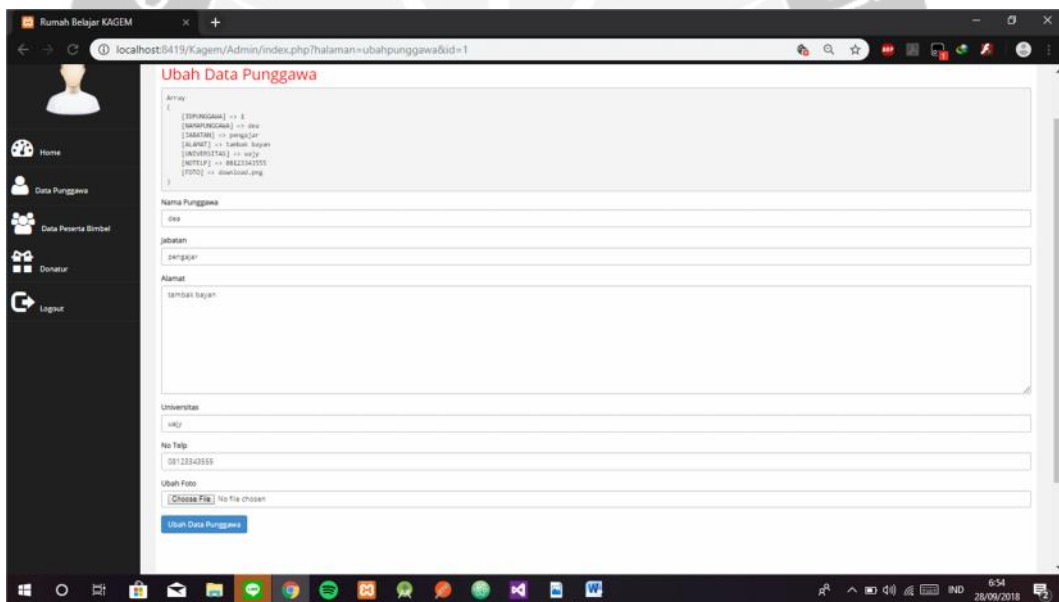 Rumah Belajar KAGEM
localhost:8419/Kagem/Admin/index.php?halaman=ubahpunggawa&id=1
Ubah Data Punggawa
Array
(
[IDPUNGGAWA] => 1
[NAMAPUNGGAWA] => dea
[JABATAN] => pengajar
[ALAMAT] => tambak bayan
[UNIVERSITAS] => uajy
[NOTELP] => 08123343555
[FOTO] => download.png
)
Home
Data Punggawa
Data Peserta Bimbel
Donatur
Logout
Nama Punggawa
dea
Jabatan
pengajar
Alamat
tambak bayan
Universitas
uajy
No Telp
08123343555
Ubah Foto
Choose File No file chosen
Ubah Data Punggawa
IND
6:54
28/09/2018